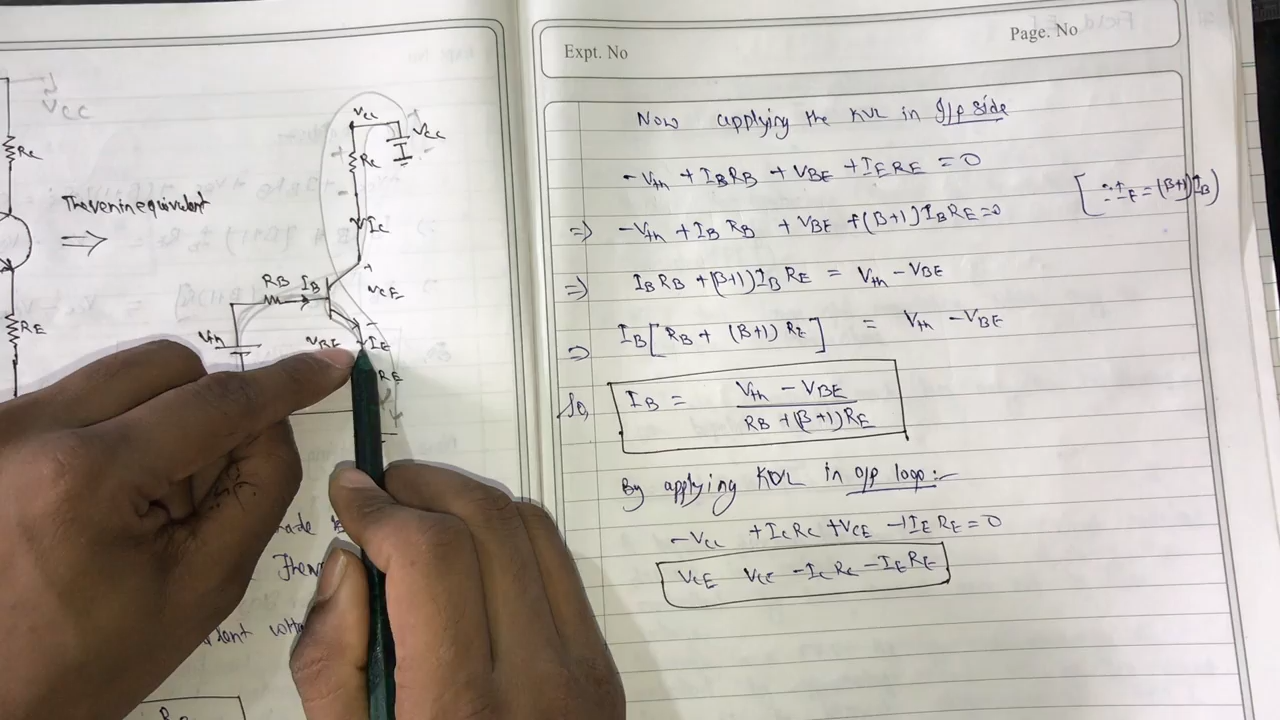 VCC
RC
RE
Thevenin equivalent
VCC
VCC
+
-
+
RC
-
IC
+
VCE
-
RB IB
Vth
VBE
IE
RE
Expt. No
Page. No
Now applying the KVL in I/p side
-Vth + IBRB + VBE + IERE = 0
[∵ IE = (β+1)IB)
⇒ -Vth + IB RB + VBE + (β+1)IBRE=0
⇒ IBRB + (β+1)IBRE = Vth - VBE
⇒ IB[RB + (β+1) RE] = Vth - VBE
So, IB = Vth - VBE
RB + (β+1)RE
By applying KVL in o/p loop:-
-VCC + ICRC + VCE + IERE = 0
VCE VCC - ICRC - IERE